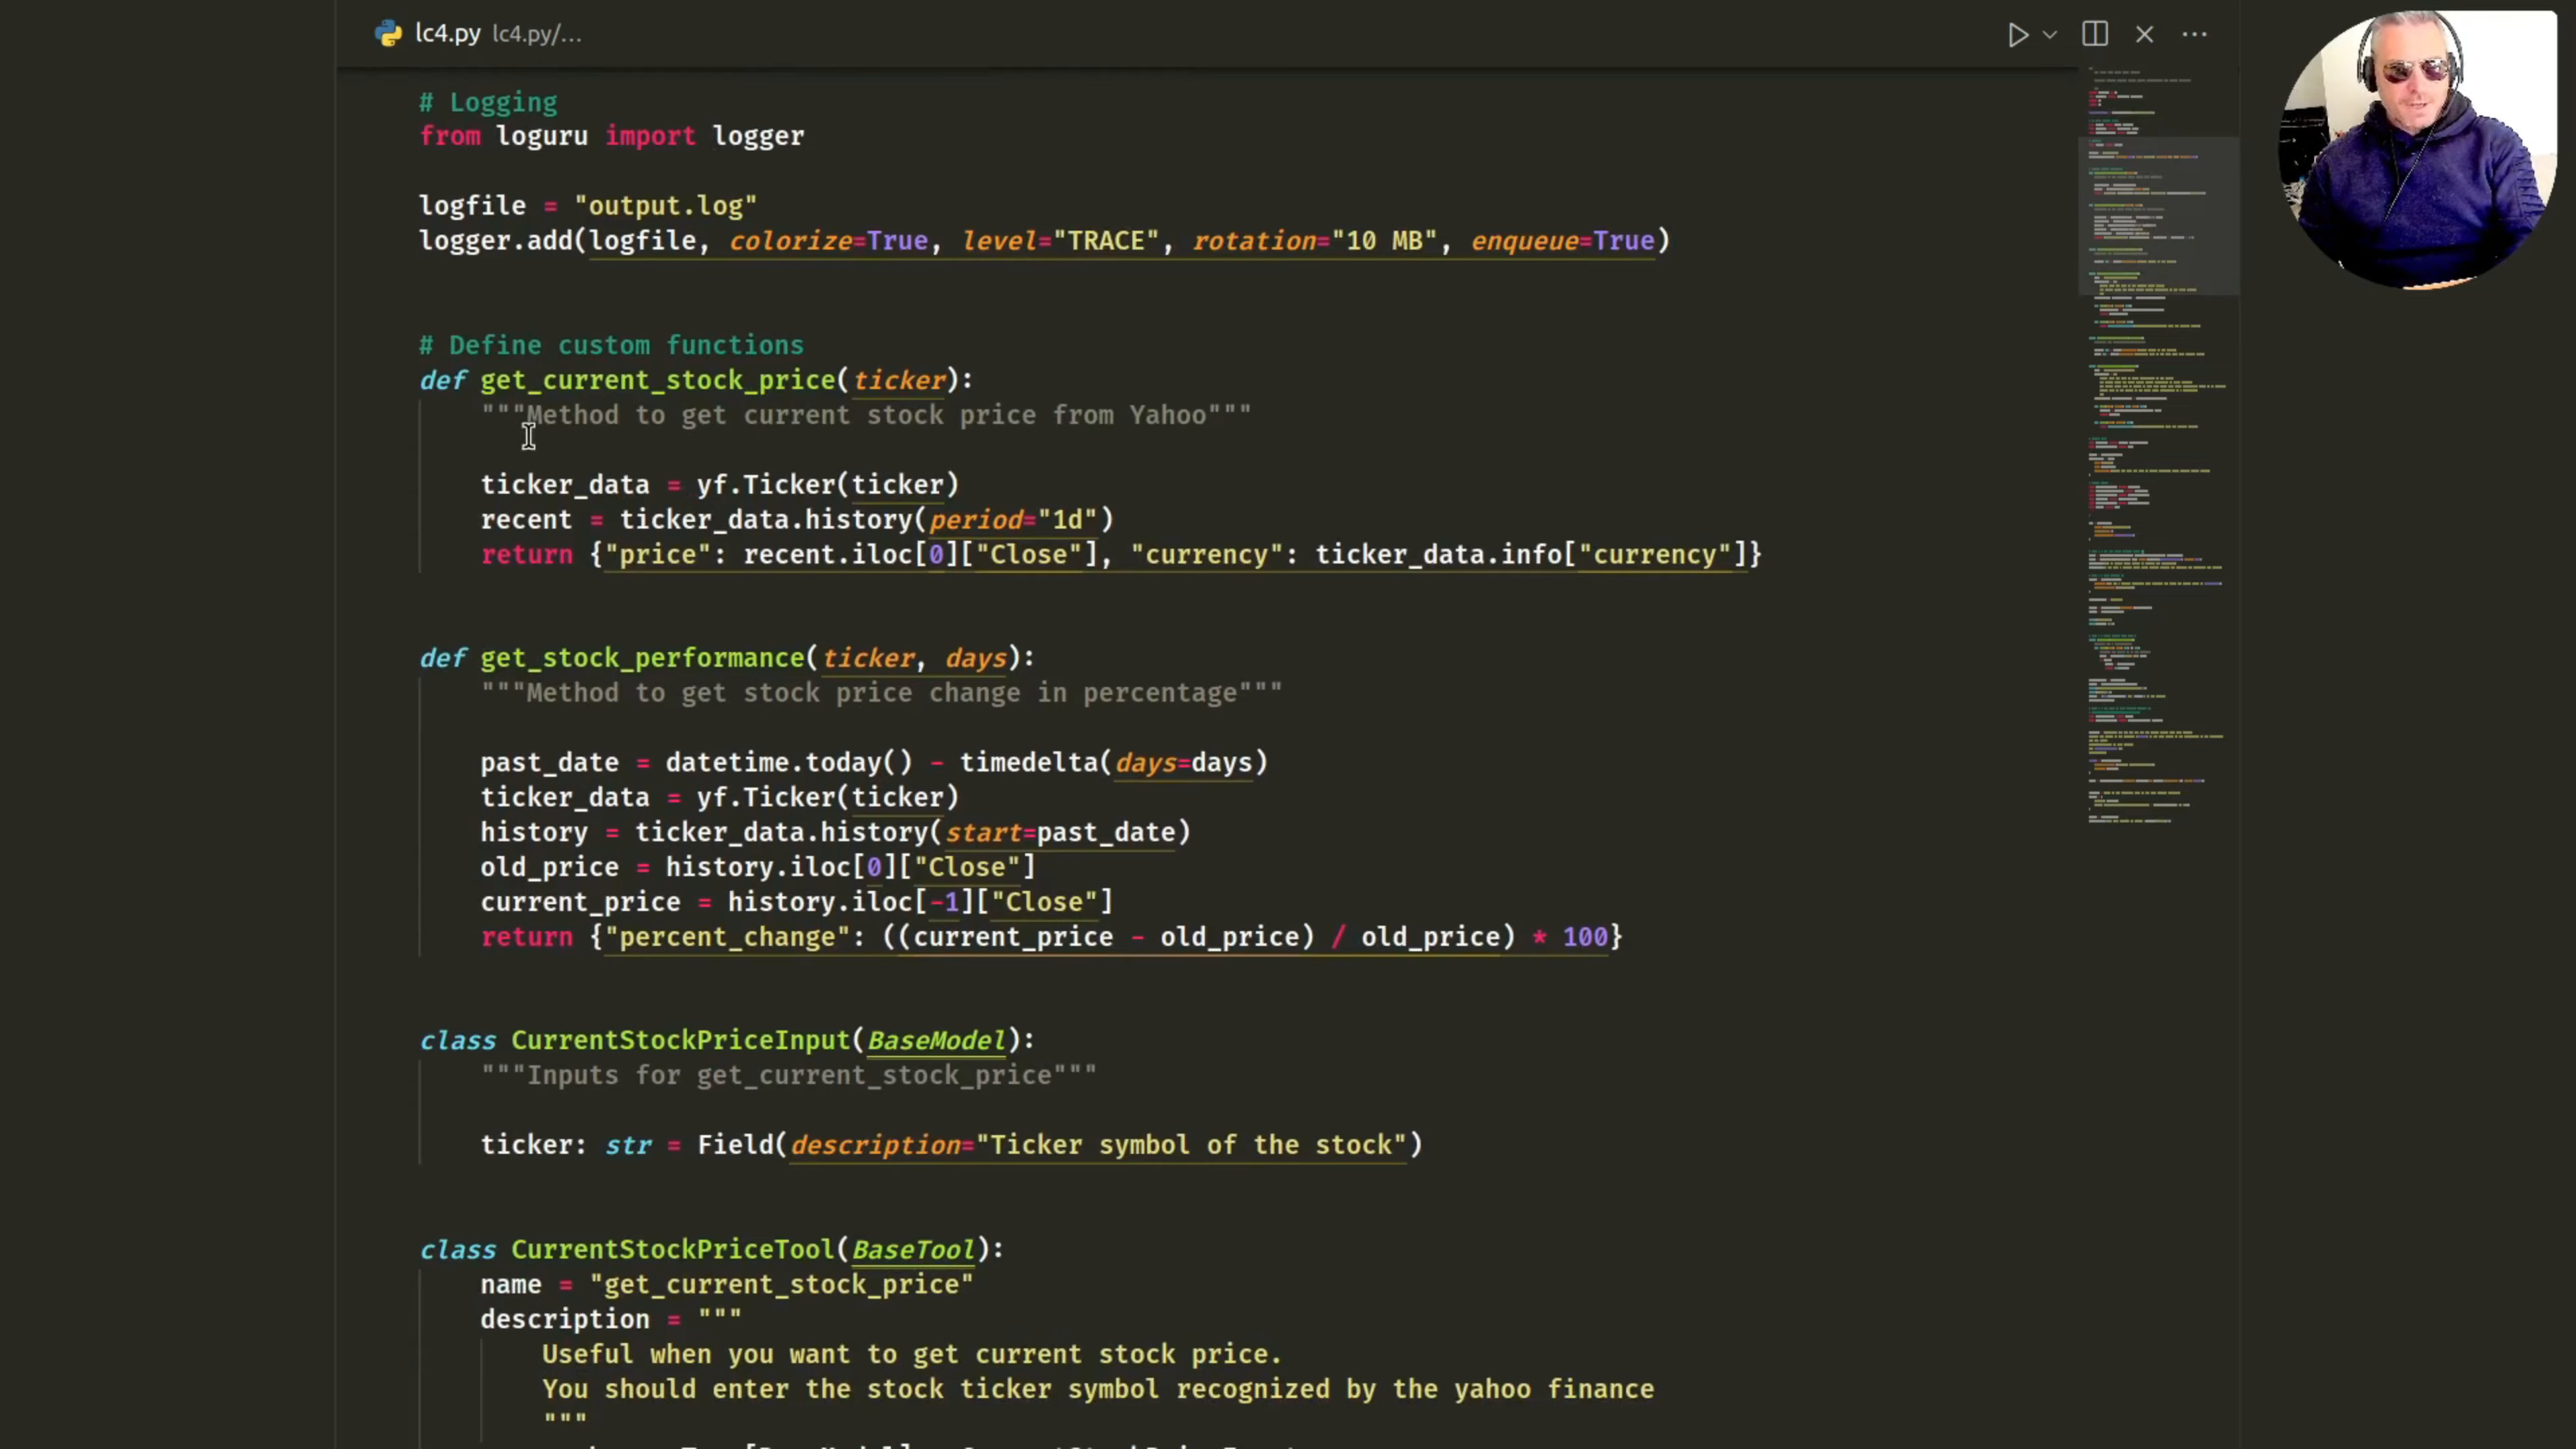 lc4.py lc4.py/...
# Logging
from loguru import logger
logfile = "output.log"
logger.add(logfile, colorize=True, level="TRACE", rotation="10 MB", enqueue=True)
# Define custom functions
def get_current_stock_price(ticker):
"""Method to get current stock price from Yahoo"""
ticker_data = yf.Ticker(ticker)
recent = ticker_data.history(period="1d")
return {"price": recent.iloc[0]["Close"], "currency": ticker_data.info["currency"]}
def get_stock_performance(ticker, days):
"""Method to get stock price change in percentage"""
past_date = datetime.today() - timedelta(days=days)
ticker_data = yf.Ticker(ticker)
history = ticker_data.history(start=past_date)
old_price = history.iloc[0]["Close"]
current_price = history.iloc[-1]["Close"]
return {"percent_change": ((current_price - old_price) / old_price) * 100}
class CurrentStockPriceInput(BaseModel):
"""Inputs for get_current_stock_price"""
ticker: str = Field(description="Ticker symbol of the stock")
class CurrentStockPriceTool(BaseTool):
name = "get_current_stock_price"
description = """
Useful when you want to get current stock price.
You should enter the stock ticker symbol recognized by the yahoo finance
"""